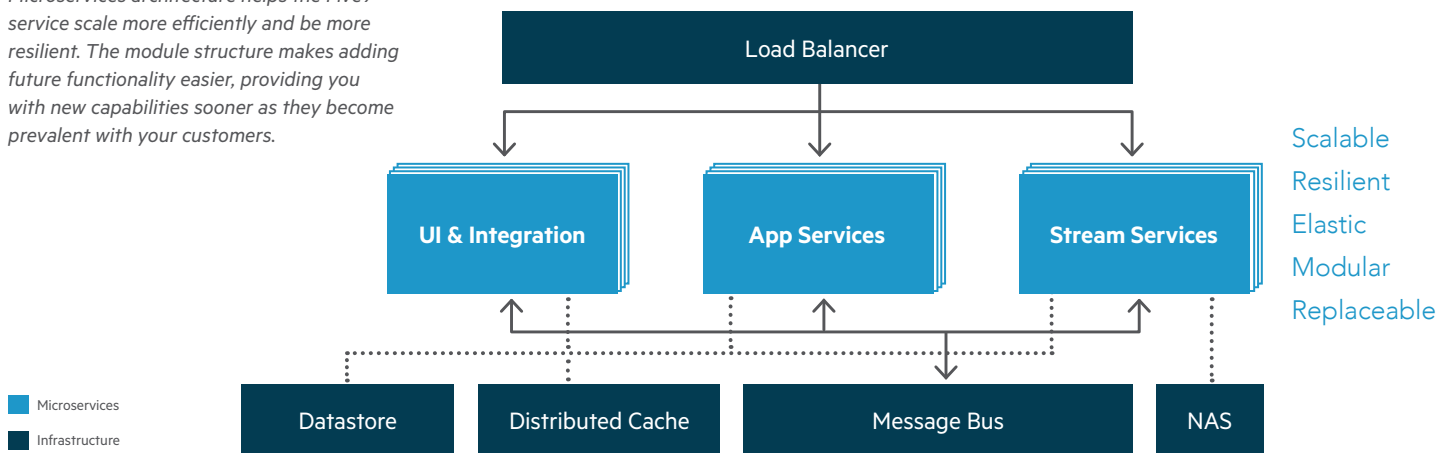 service scale more efficiently and be more
resilient. The module structure makes adding
future functionality easier, providing you
with new capabilities sooner as they become
prevalent with your customers.
Load Balancer
Scalable
Resilient
Elastic
Modular
Replaceable
UI & Integration
App Services
Stream Services
Microservices
Infrastructure
Datastore
Distributed Cache
Message Bus
NAS